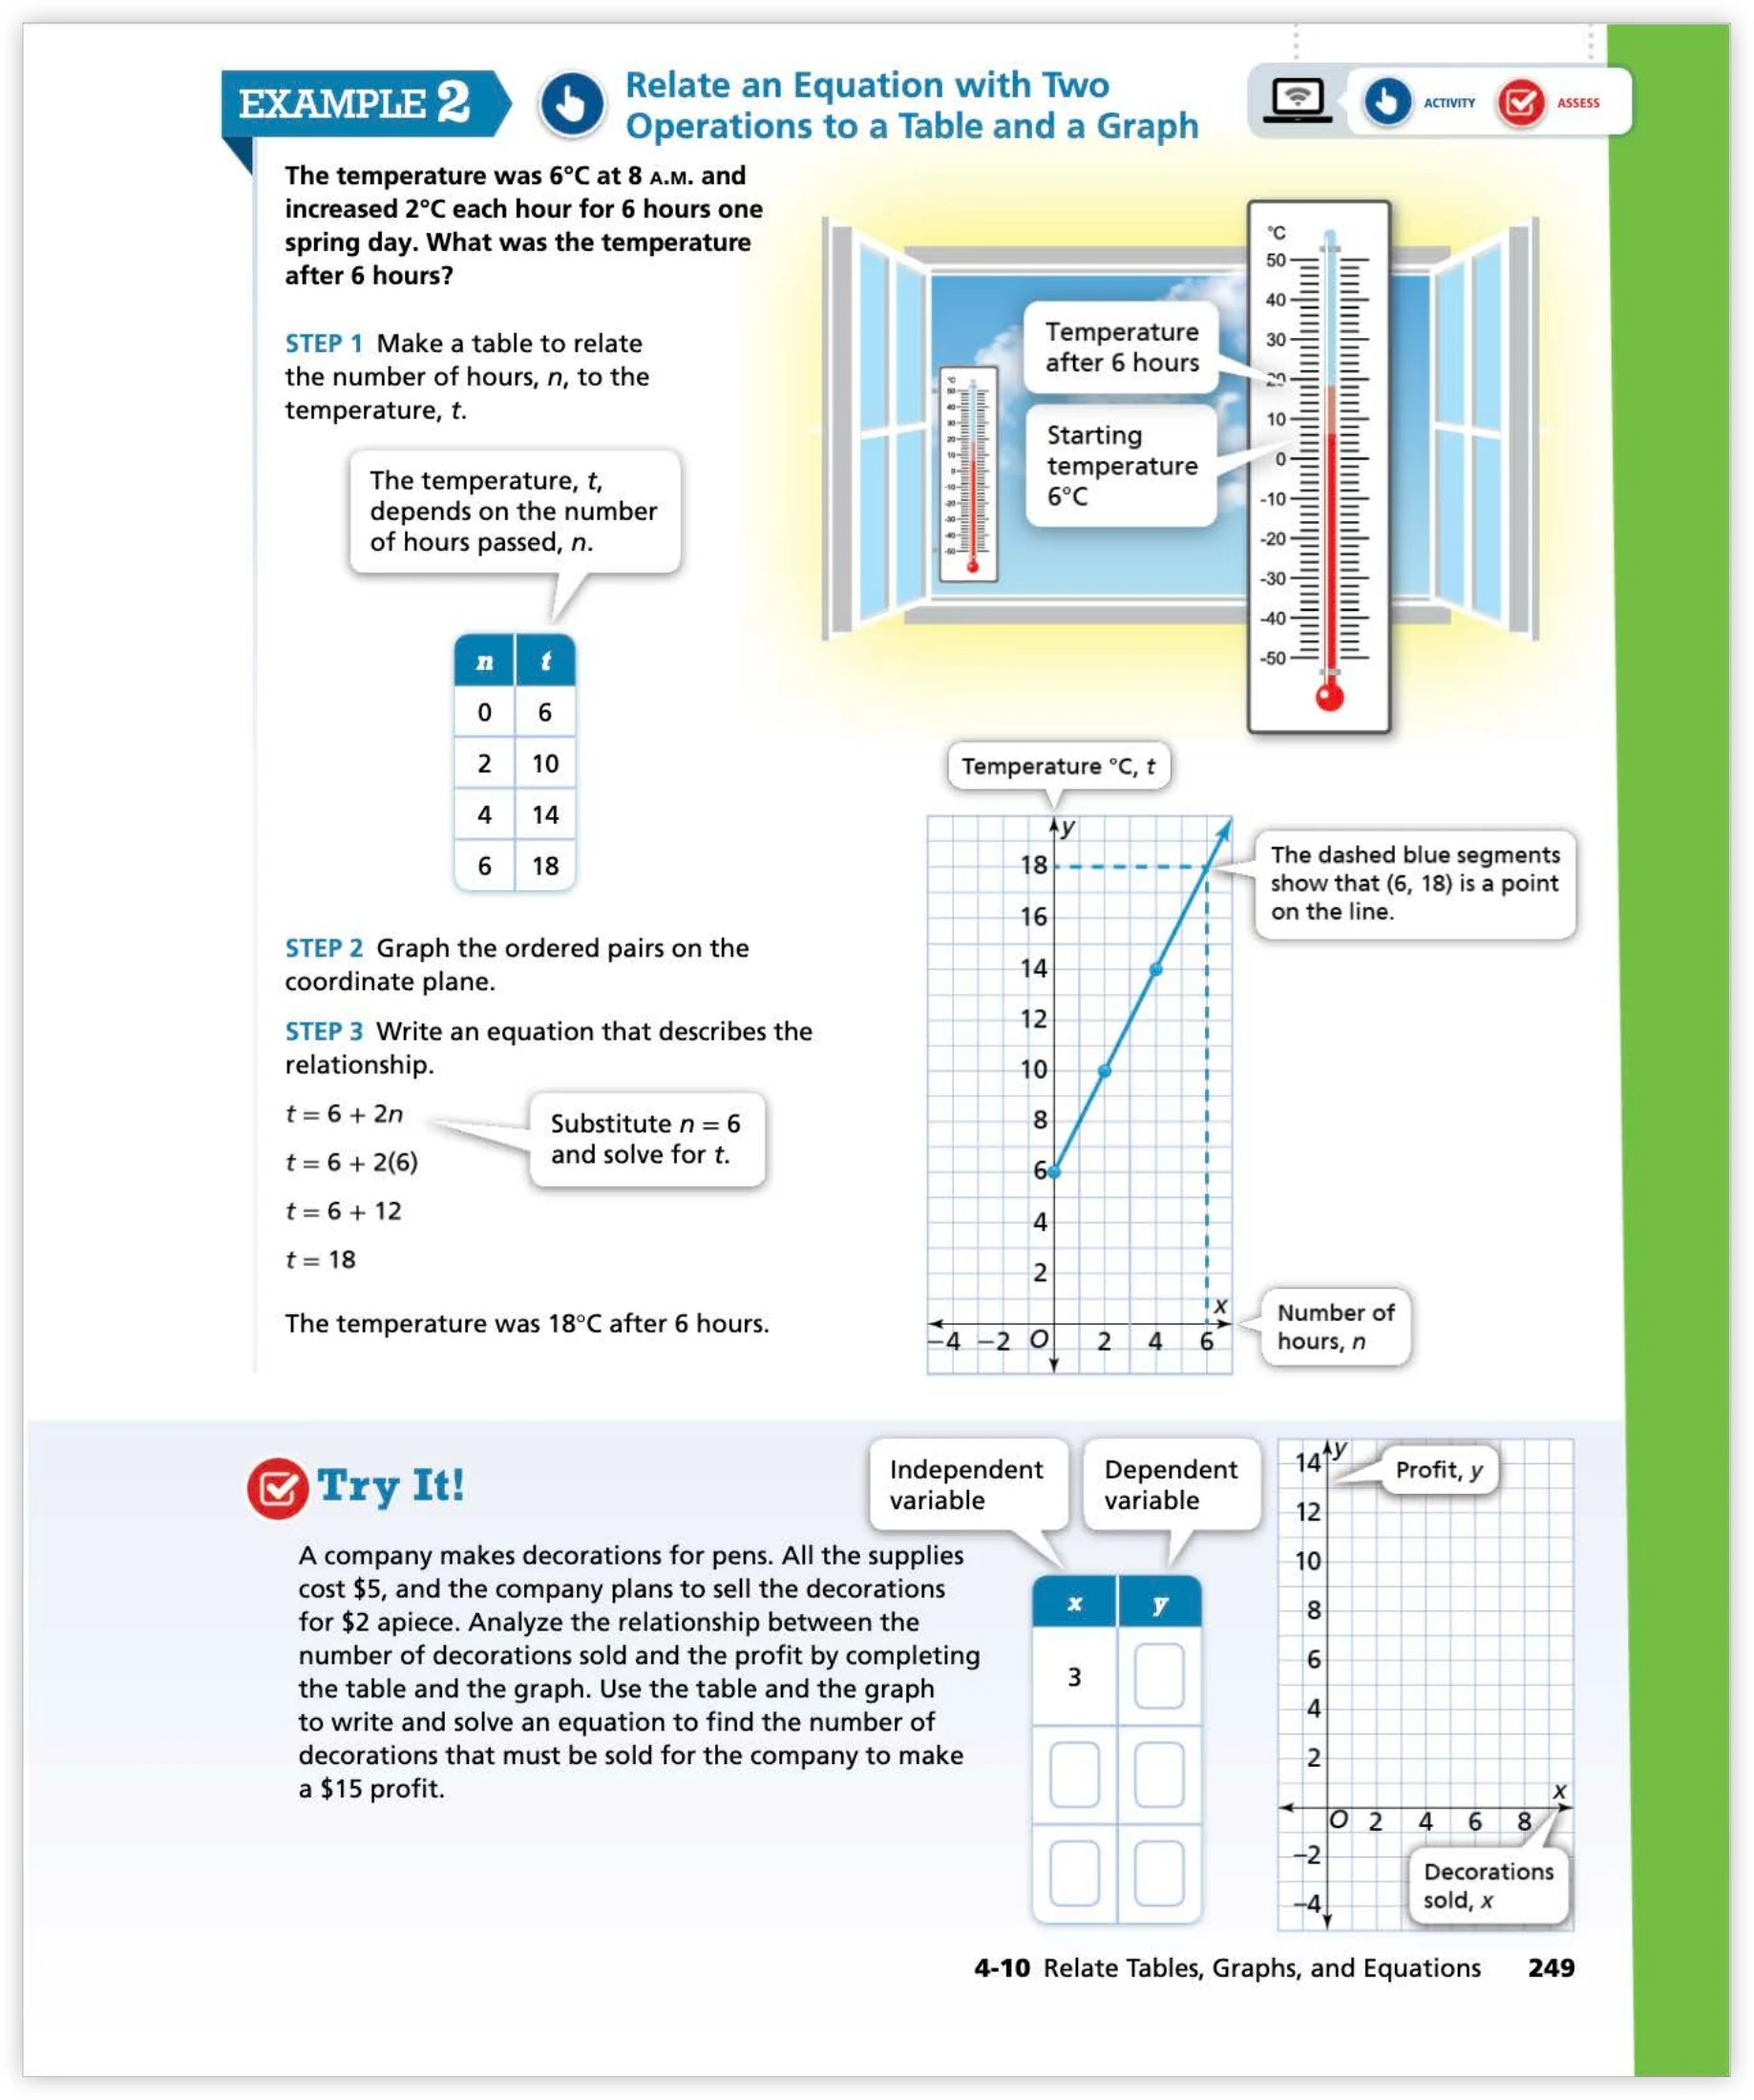 EXAMPLE 2
Relate an Equation with Two
Operations to a Table and a Graph
ACTIVITY
ASSESS
The temperature was 6°C at 8 A.M. and
increased 2°C each hour for 6 hours one
spring day. What was the temperature
after 6 hours?
STEP 1 Make a table to relate
the number of hours, n, to the
temperature, t.
The temperature, t,
depends on the number
of hours passed, n.
n t
0 6
2 10
4 14
6 18
Temperature
after 6 hours
Starting
temperature
6°C
°C
50
40
30
20
10
0
-10
-20
-30
-40
-50
STEP 2 Graph the ordered pairs on the
coordinate plane.
STEP 3 Write an equation that describes the
relationship.
t = 6 + 2n
t = 6 + 2(6)
t = 6 + 12
t = 18
Substitute n = 6
and solve for t.
The temperature was 18°C after 6 hours.
Temperature °C, t
y
18
16
14
12
10
8
6
4
2
x
−4 −2 O 2 4 6
The dashed blue segments
show that (6, 18) is a point
on the line.
Number of
hours, n
Try It!
A company makes decorations for pens. All the supplies
cost $5, and the company plans to sell the decorations
for $2 apiece. Analyze the relationship between the
number of decorations sold and the profit by completing
the table and the graph. Use the table and the graph
to write and solve an equation to find the number of
decorations that must be sold for the company to make
a $15 profit.
Independent
variable
Dependent
variable
x y
3
14 y
Profit, y
12
10
8
6
4
2
x
O 2 4 6 8
−2
−4
Decorations
sold, x
4-10 Relate Tables, Graphs, and Equations 249